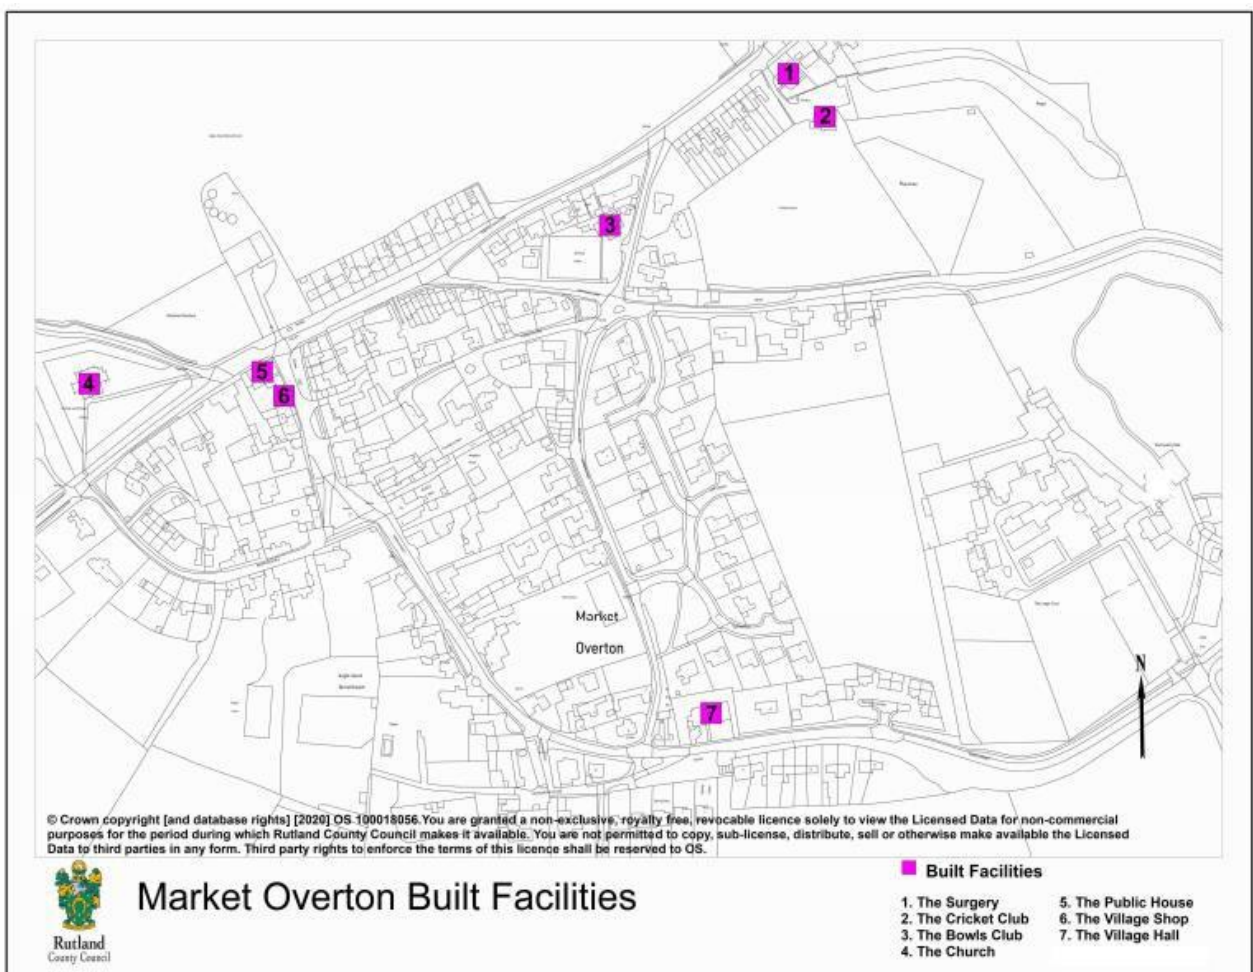 1
2
3
4
5
6
7
Market
Overton
N
© Crown copyright [and database rights] [2020] OS 100018056.You are granted a non-exclusive, royalty free, revocable licence solely to view the Licensed Data for non-commercial
purposes for the period during which Rutland County Council makes it available. You are not permitted to copy, sub-license, distribute, sell or otherwise make available the Licensed
Data to third parties in any form. Third party rights to enforce the terms of this licence shall be reserved to OS.
Rutland
County Council
Market Overton Built Facilities
Built Facilities
1. The Surgery
2. The Cricket Club
3. The Bowls Club
4. The Church
5. The Public House
6. The Village Shop
7. The Village Hall